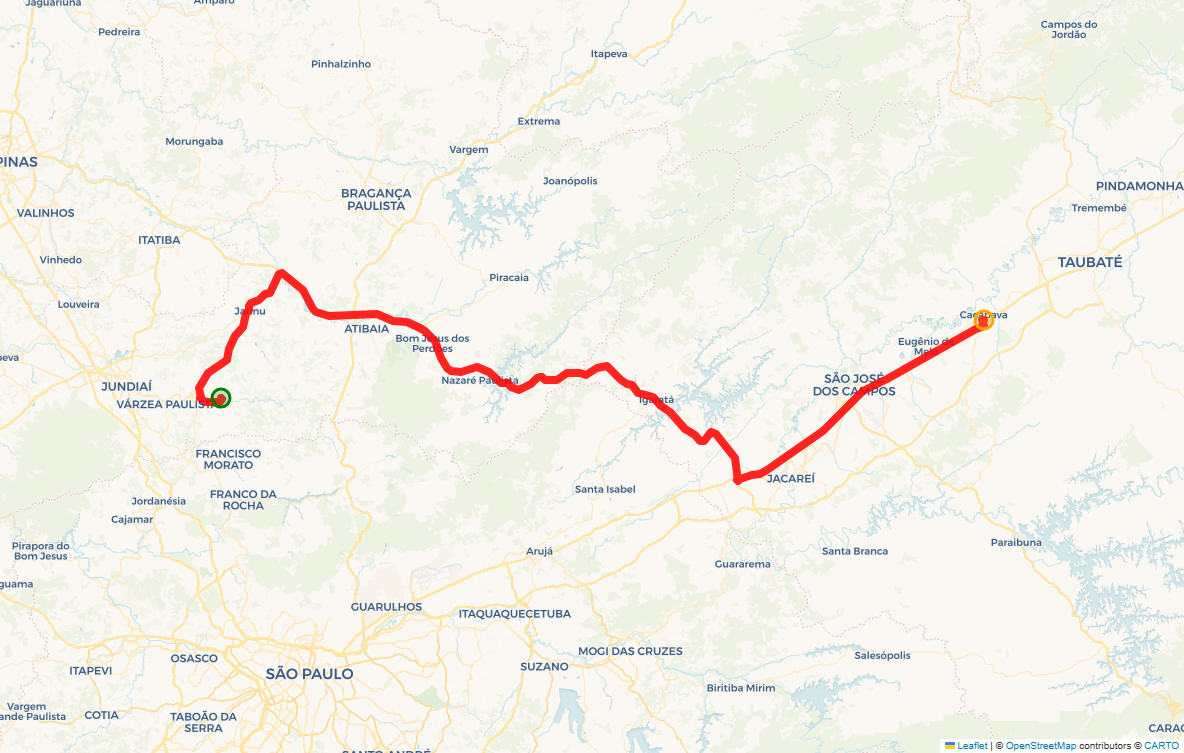 Jaguariúna
Amparo
Pedreira
Campos do
Jordão
Itapeva
Pinhalzinho
Extrema
Morungaba
Vargem
PINAS
Joanópolis
PINDAMONHA
BRAGANÇA
PAULISTA
VALINHOS
Tremembé
ITATIBA
Vinhedo
TAUBATÉ
Piracaia
Louveira
Jarinu
Caçapava
ATIBAIA
Bom Jesus dos
Perdões
Eugênio de
Melo
peva
JUNDIAÍ
Nazaré Paulista
SÃO JOSÉ
DOS CAMPOS
VÁRZEA PAULISTA
Igaratá
FRANCISCO
MORATO
JACAREÍ
Santa Isabel
FRANCO DA
ROCHA
Jordanésia
Cajamar
Pirapora do
Bom Jesus
Arujá
Santa Branca
Paraibuna
Guararema
guama
GUARULHOS
ITAQUAQUECETUBA
MOGI DAS CRUZES
Salesópolis
OSASCO
SUZANO
ITAPEVI
SÃO PAULO
Biritiba Mirim
Vargem
ande Paulista
COTIA
TABOÃO DA
SERRA
CARAG
SANTO ANDRÉ
Leaflet | © OpenStreetMap contributors © CARTO